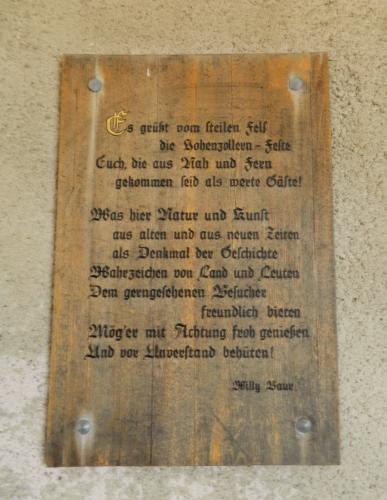 Es grüßt vom steilen Fels
die Hohenzollern-Feste
Euch, die aus Nah und Fern
gekommen seid als werte Gäste!
Was hier Natur und Kunst
aus alten und aus neuen Zeiten
als Denkmal der Geschichte
Wahrzeichen von Land und Leuten
Dem gerngesehenen Besucher
freundlich bieten
Mög'er mit Achtung froh genießen
Und vor Unverstand behüten!
Willy Baur